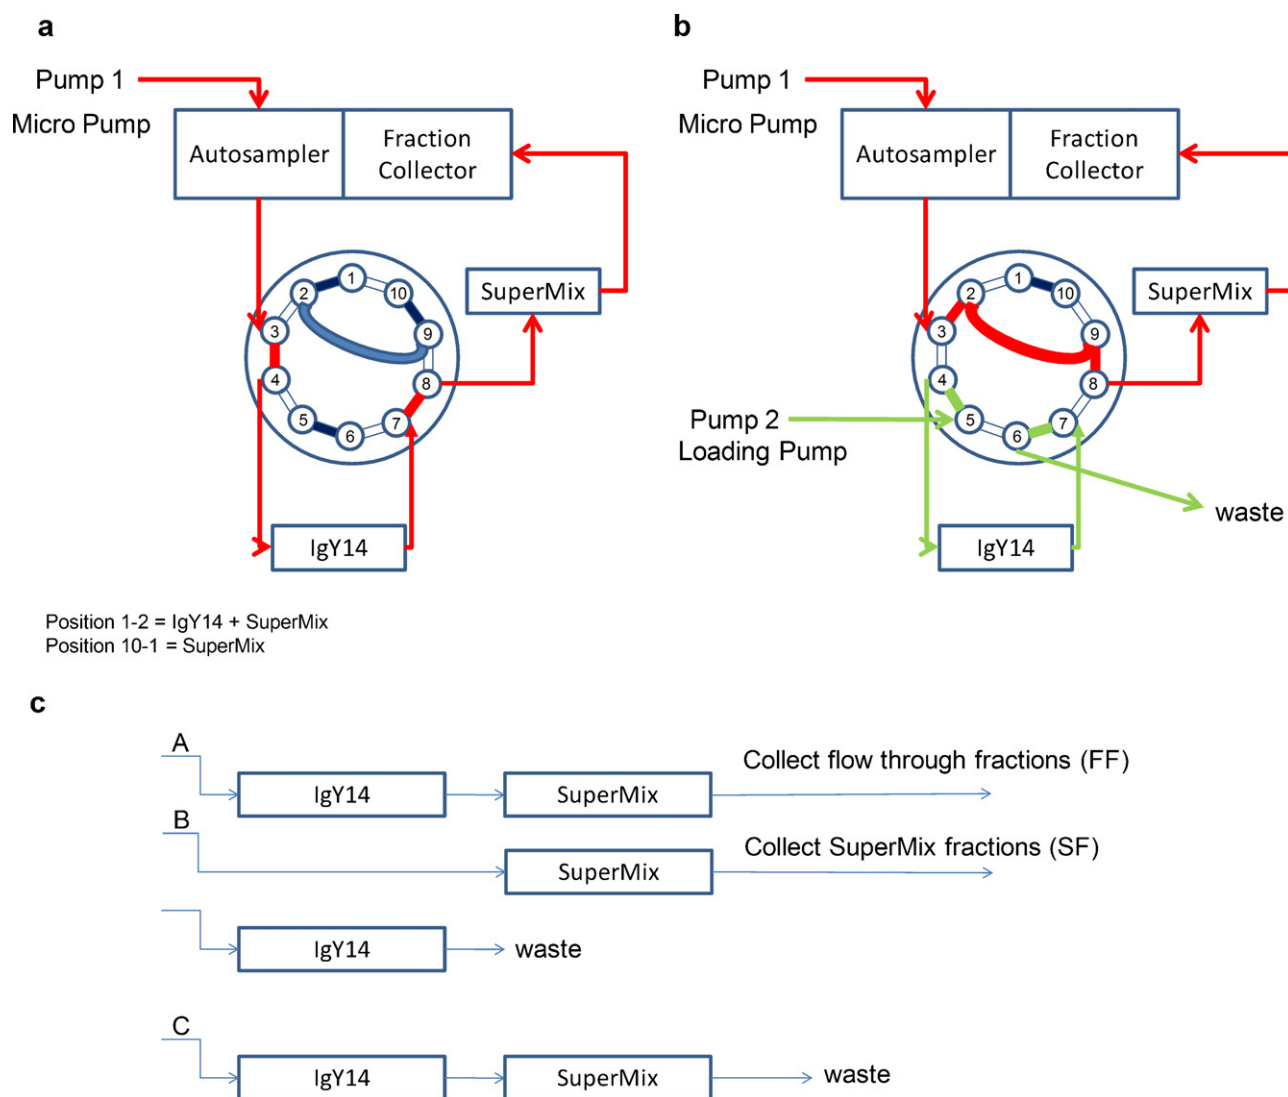 a
Pump 1
Micro Pump
Autosampler
Fraction
Collector
SuperMix
1
2
10
3
9
4
8
5
7
6
IgY14
Position 1-2 = IgY14 + SuperMix
Position 10-1 = SuperMix
b
Pump 1
Micro Pump
Autosampler
Fraction
Collector
SuperMix
1
2
10
3
9
4
8
5
7
6
Pump 2
Loading Pump
waste
IgY14
c
A
IgY14
SuperMix
Collect flow through fractions (FF)
B
SuperMix
Collect SuperMix fractions (SF)
IgY14
waste
C
IgY14
SuperMix
waste